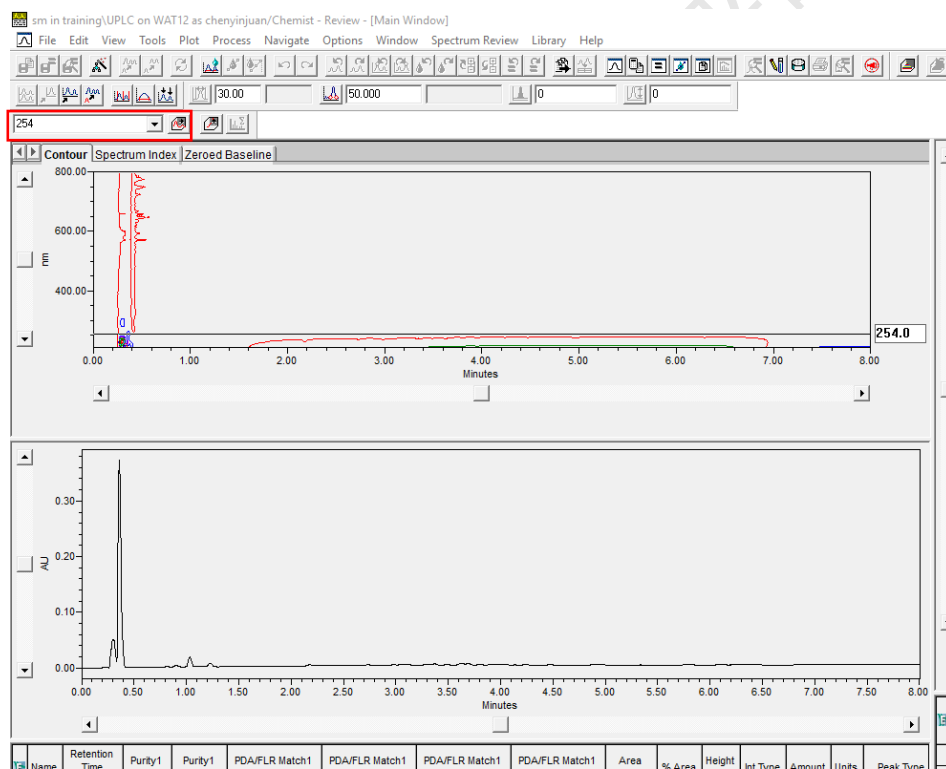 sm in training\UPLC on WAT12 as chenyinjuan/Chemist - Review - [Main Window]
File Edit View Tools Plot Process Navigate Options Window Spectrum Review Library Help
30.00 50.000 0 0
254
Contour Spectrum Index Zeroed Baseline
800.00
600.00
nm
400.00
254.0
0.00 1.00 2.00 3.00 4.00 5.00 6.00 7.00 8.00
Minutes
0.30
0.20
AU
0.10
0.00
0.00 0.50 1.00 1.50 2.00 2.50 3.00 3.50 4.00 4.50 5.00 5.50 6.00 6.50 7.00 7.50 8.00
Minutes
Name Retention Time Purity1 Purity1 PDA/FLR Match1 PDA/FLR Match1 PDA/FLR Match1 PDA/FLR Match1 Area % Area Height Int Type Amount Units Peak Type